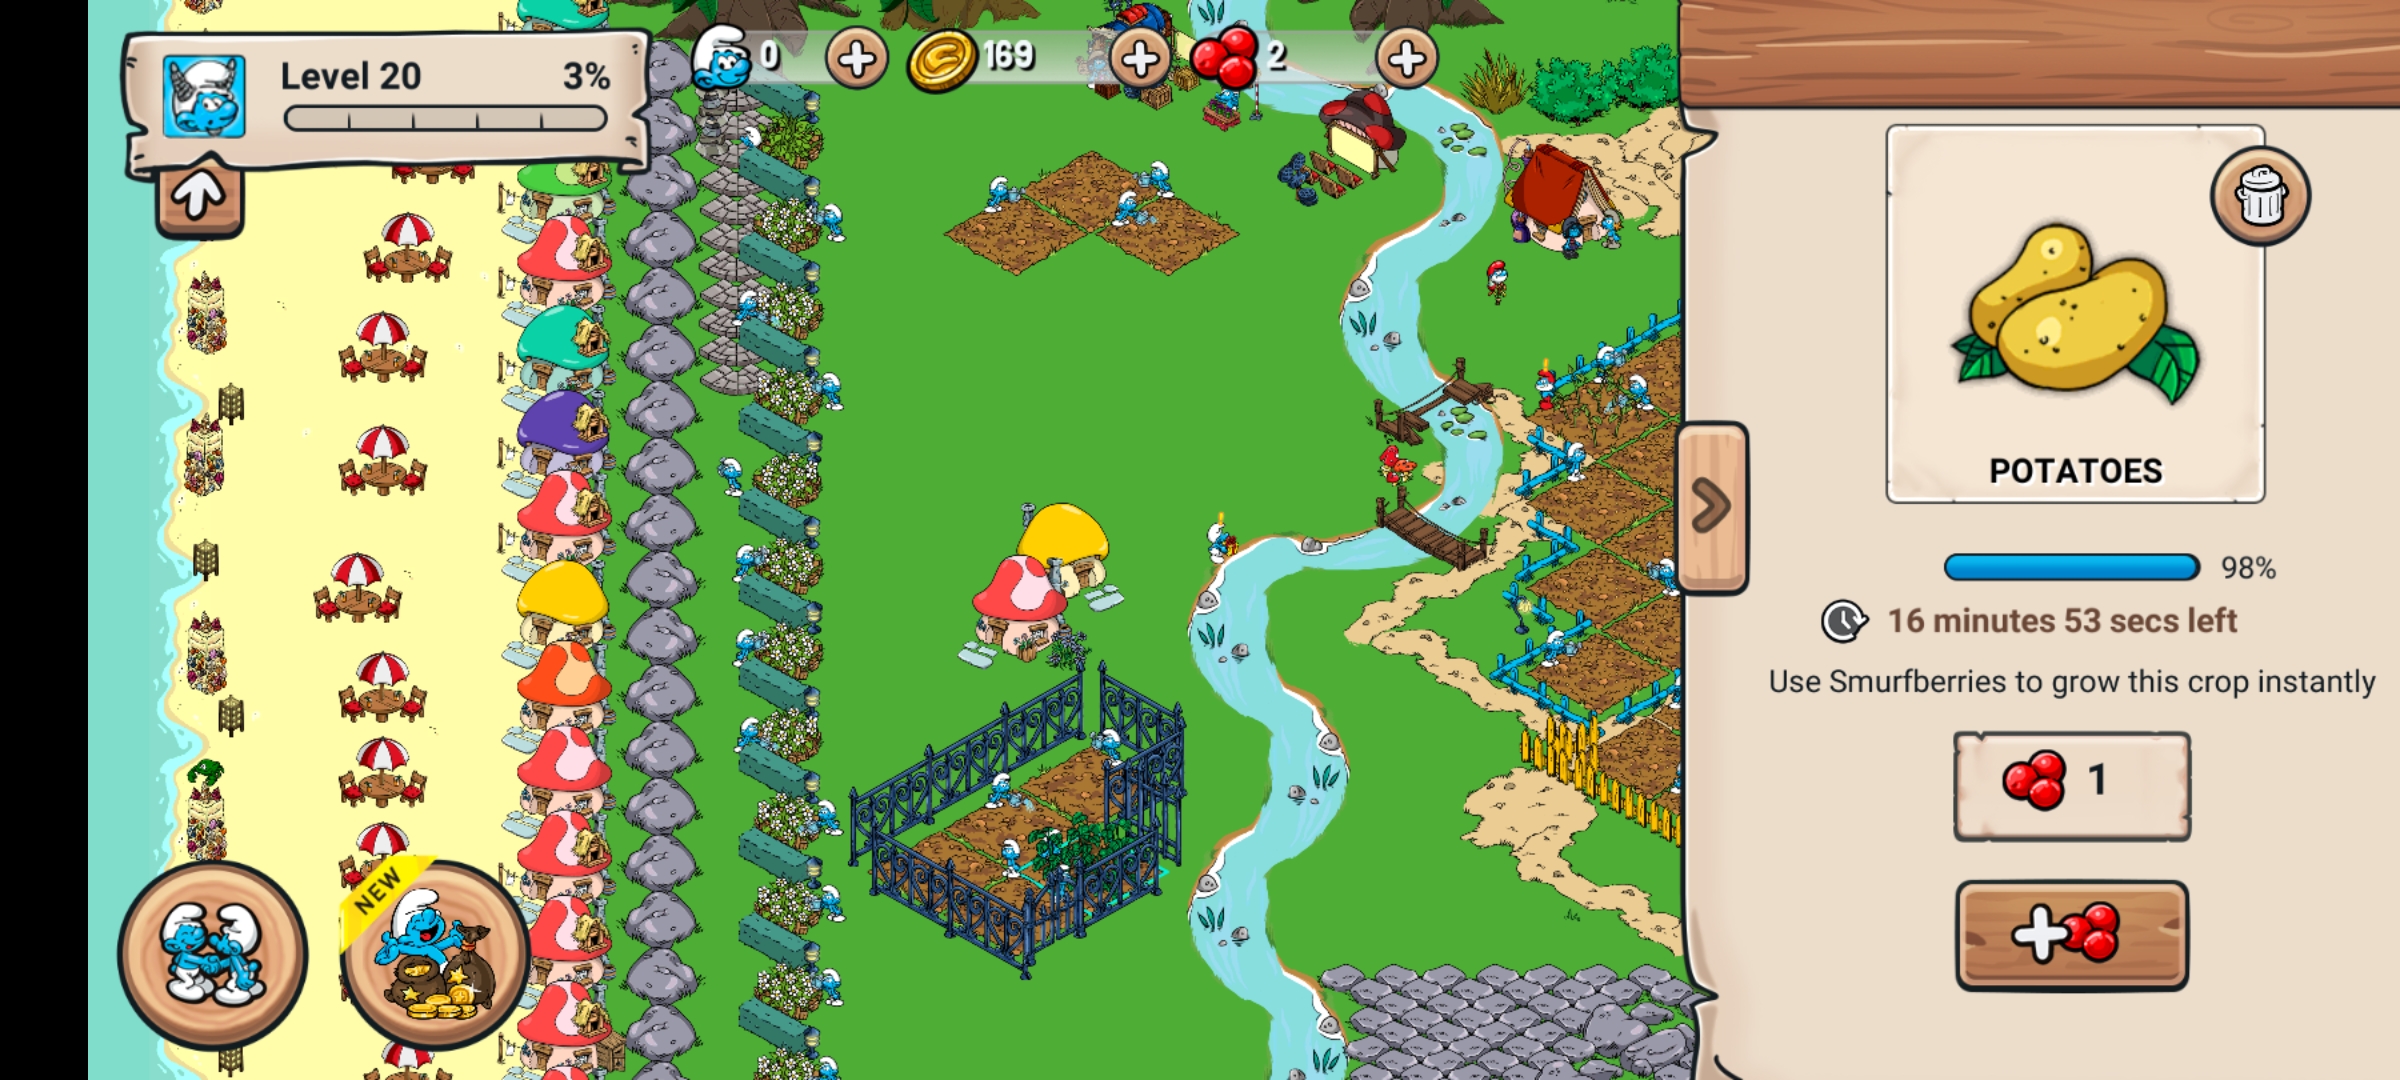 Level 20
3%
0
169
2
POTATOES
98%
16 minutes 53 secs left
Use Smurfberries to grow this crop instantly
1
NEW